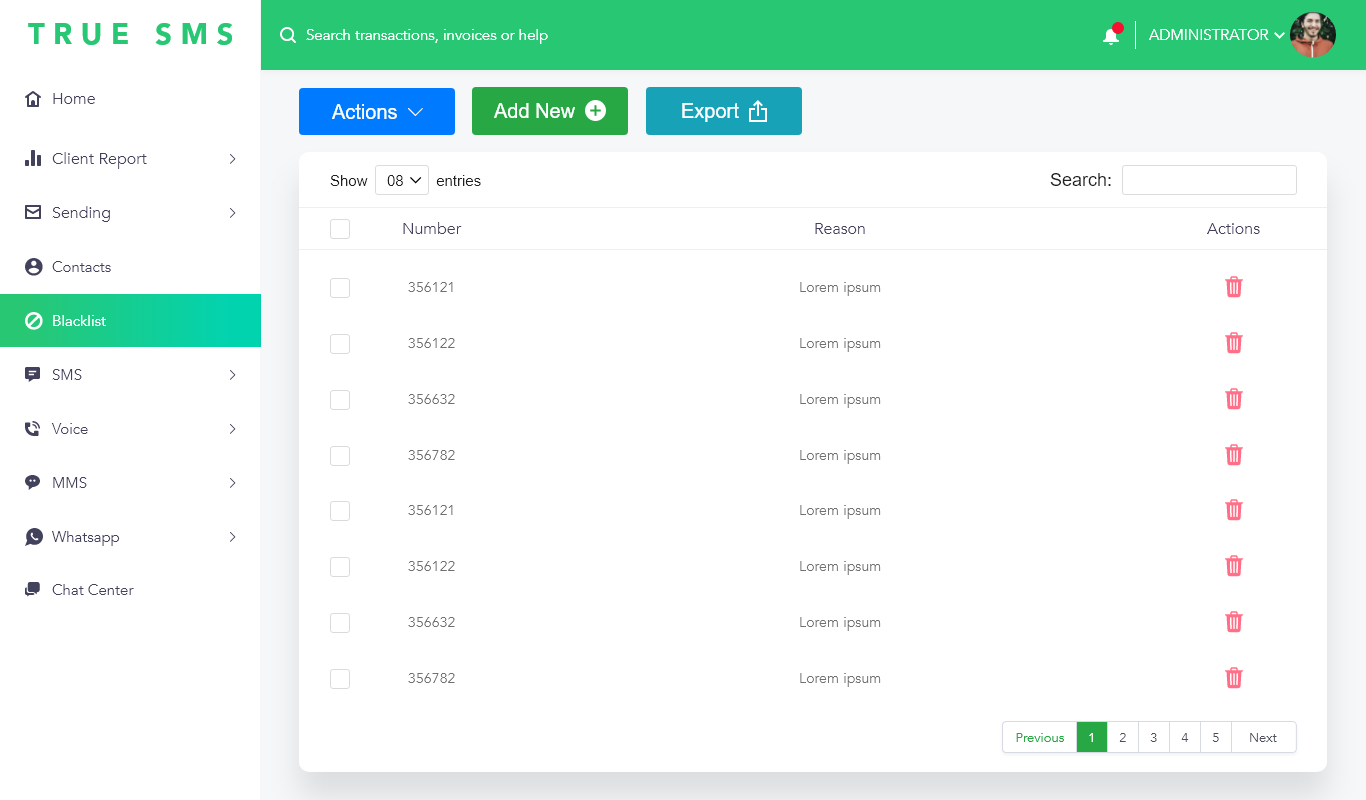 TRUE SMS
Search transactions, invoices or help
ADMINISTRATOR
Home
Client Report
Sending
Contacts
Blacklist
SMS
Voice
MMS
Whatsapp
Chat Center
Actions
Add New
Export
Show 08 entries
Search:
Number Reason Actions
356121 Lorem ipsum
356122 Lorem ipsum
356632 Lorem ipsum
356782 Lorem ipsum
356121 Lorem ipsum
356122 Lorem ipsum
356632 Lorem ipsum
356782 Lorem ipsum
Previous 1 2 3 4 5 Next